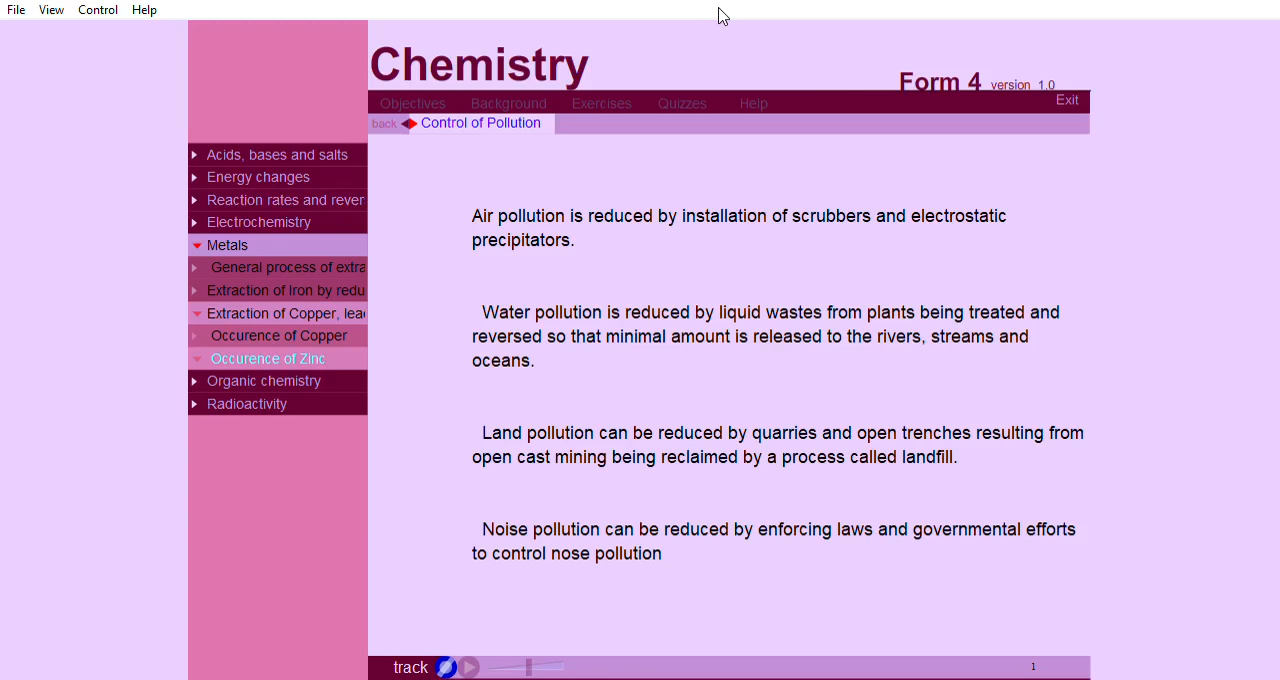 File View Control Help
Chemistry
Form 4 version 1.0
Objectives Background Exercises Quizzes Help Exit
back Control of Pollution
Acids, bases and salts
Energy changes
Reaction rates and rever
Electrochemistry
Metals
General process of extra
Extraction of Iron by redu
Extraction of Copper, lea
Occurence of Copper
Occurence of Zinc
Organic chemistry
Radioactivity
Air pollution is reduced by installation of scrubbers and electrostatic
precipitators.
Water pollution is reduced by liquid wastes from plants being treated and
reversed so that minimal amount is released to the rivers, streams and
oceans.
Land pollution can be reduced by quarries and open trenches resulting from
open cast mining being reclaimed by a process called landfill.
Noise pollution can be reduced by enforcing laws and governmental efforts
to control nose pollution
track 1